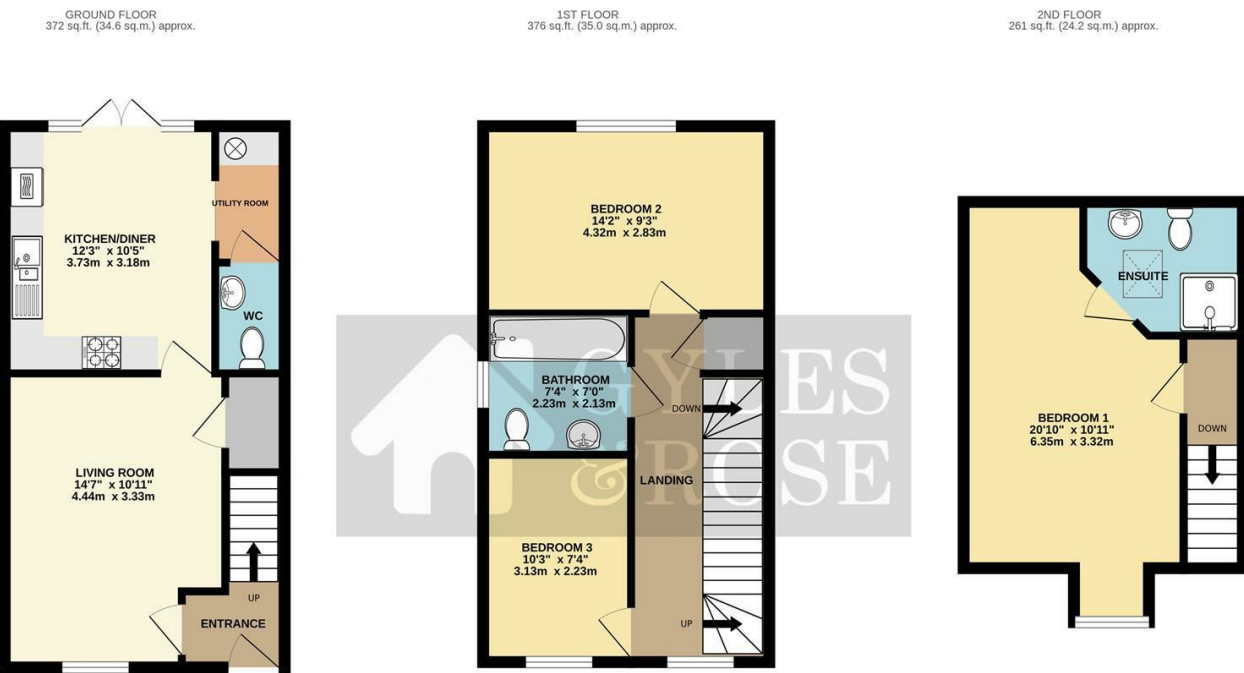 GROUND FLOOR
372 sq.ft. (34.6 sq.m.) approx.
1ST FLOOR
376 sq.ft. (35.0 sq.m.) approx.
2ND FLOOR
261 sq.ft. (24.2 sq.m.) approx.
UTILITY ROOM
KITCHEN/DINER
12'3" x 10'5"
3.73m x 3.18m
WC
LIVING ROOM
14'7" x 10'11"
4.44m x 3.33m
UP
ENTRANCE
BEDROOM 2
14'2" x 9'3"
4.32m x 2.83m
BATHROOM
7'4" x 7'0"
2.23m x 2.13m
DOWN
LANDING
BEDROOM 3
10'3" x 7'4"
3.13m x 2.23m
UP
GYLES
&ROSE
ENSUITE
BEDROOM 1
20'10" x 10'11"
6.35m x 3.32m
DOWN